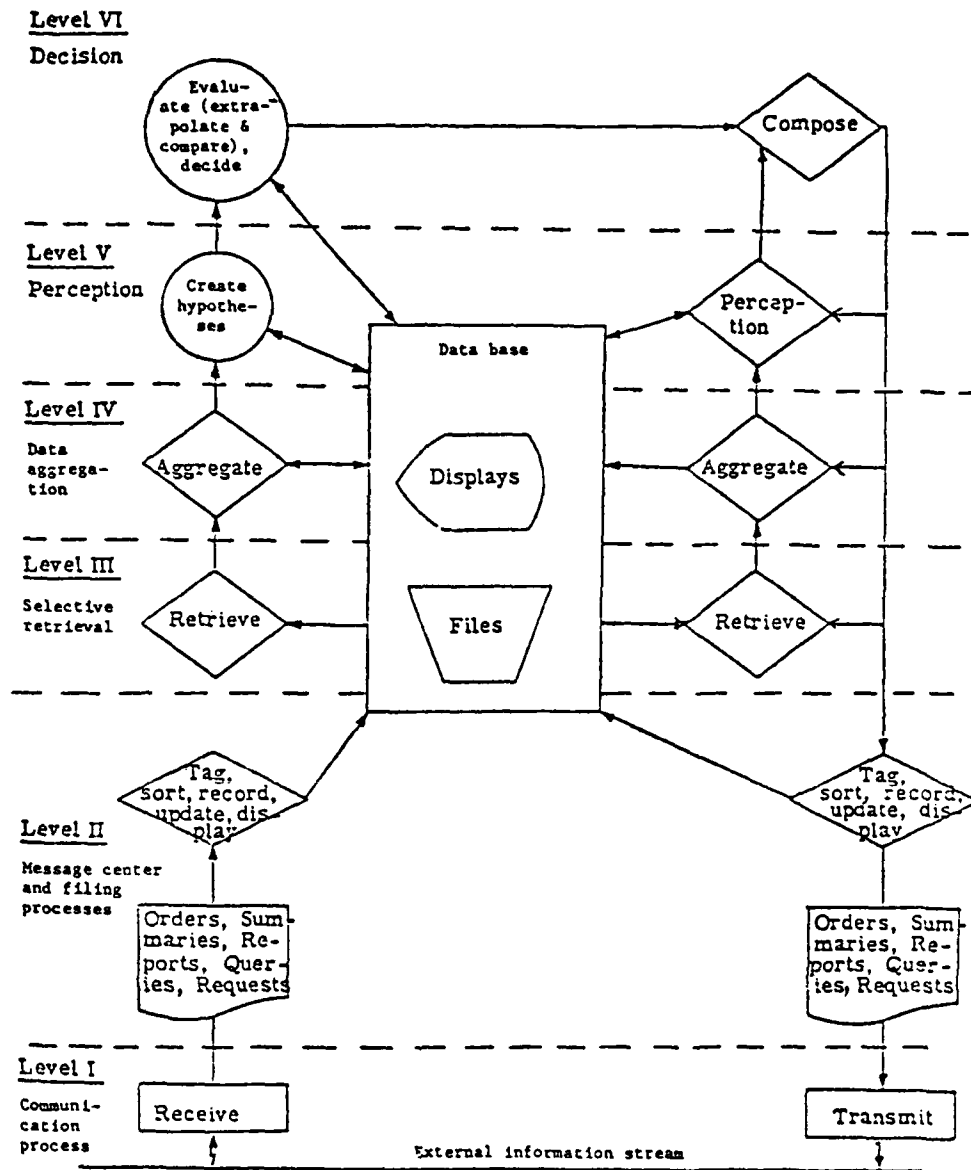 Level VI
Decision
Evalu-
ate (extra-
polate &
compare),
decide
Compose
Level V
Perception
Create
hypothe-
ses
Percep-
tion
Data base
Level IV
Data
aggrega-
tion
Aggregate
Displays
Aggregate
Level III
Selective
retrieval
Retrieve
Files
Retrieve
Level II
Message center
and filing
processes
Tag,
sort, record,
update, dis-
play
Tag,
sort, record,
update, dis-
play
Orders, Sum-
maries, Re-
ports, Quer-
ies, Requests
Orders, Sum-
maries, Re-
ports, Quer-
ies, Requests
Level I
Communi-
cation
process
Receive
Transmit
External information stream